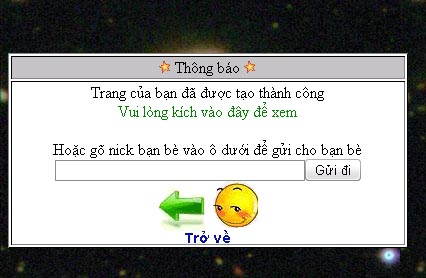 Thông báo
Trang của bạn đã được tạo thành công
Vui lòng kích vào đây để xem
Hoặc gõ nick bạn bè vào ô dưới để gửi cho bạn bè
Gửi đi
Trở về